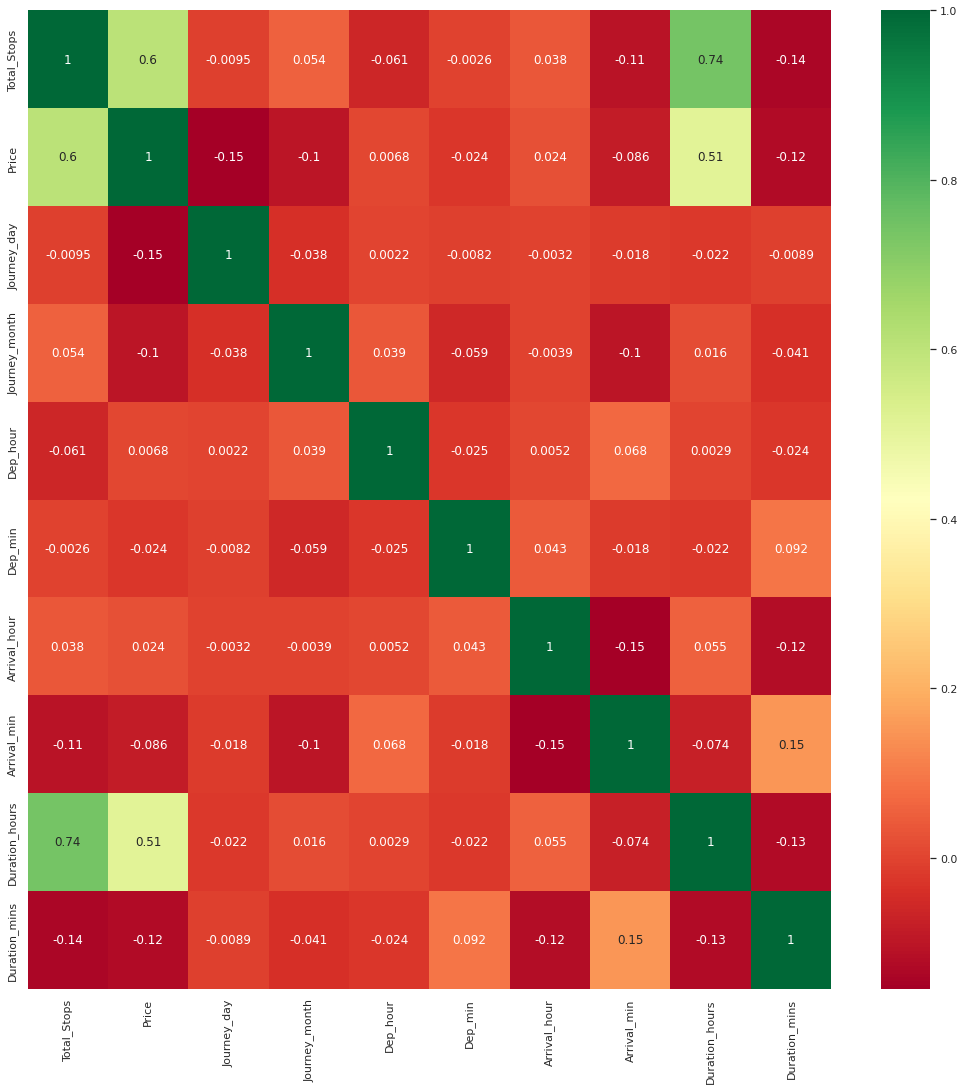 Total_Stops 1 0.6 -0.0095 0.054 -0.061 -0.0026 0.038 -0.11 0.74 -0.14
Price 0.6 1 -0.15 -0.1 0.0068 -0.024 0.024 -0.086 0.51 -0.12
Journey_day -0.0095 -0.15 1 -0.038 0.0022 -0.0082 -0.0032 -0.018 -0.022 -0.0089
Journey_month 0.054 -0.1 -0.038 1 0.039 -0.059 -0.0039 -0.1 0.016 -0.041
Dep_hour -0.061 0.0068 0.0022 0.039 1 -0.025 0.0052 0.068 0.0029 -0.024
Dep_min -0.0026 -0.024 -0.0082 -0.059 -0.025 1 0.043 -0.018 -0.022 0.092
Arrival_hour 0.038 0.024 -0.0032 -0.0039 0.0052 0.043 1 -0.15 0.055 -0.12
Arrival_min -0.11 -0.086 -0.018 -0.1 0.068 -0.018 -0.15 1 -0.074 0.15
Duration_hours 0.74 0.51 -0.022 0.016 0.0029 -0.022 0.055 -0.074 1 -0.13
Duration_mins -0.14 -0.12 -0.0089 -0.041 -0.024 0.092 -0.12 0.15 -0.13 1
Total_Stops Price Journey_day Journey_month Dep_hour Dep_min Arrival_hour Arrival_min Duration_hours Duration_mins
1.0
0.8
0.6
0.4
0.2
0.0